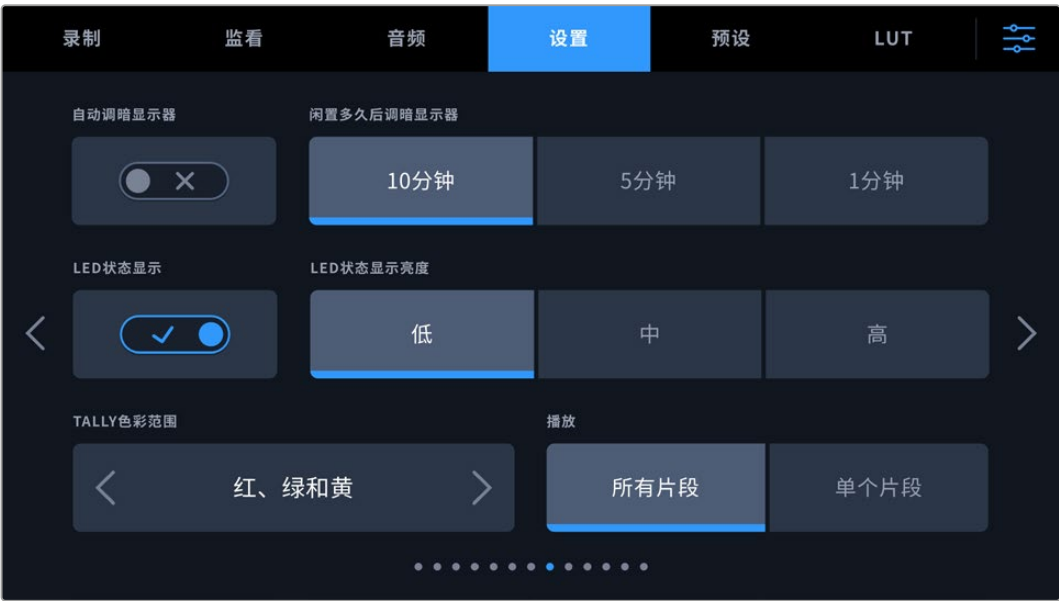 录制 监看 音频 设置 预设 LUT
自动调暗显示器 闲置多久后调暗显示器
10分钟 5分钟 1分钟
LED状态显示 LED状态显示亮度
低 中 高
TALLY色彩范围 播放
红、绿和黄 所有片段 单个片段